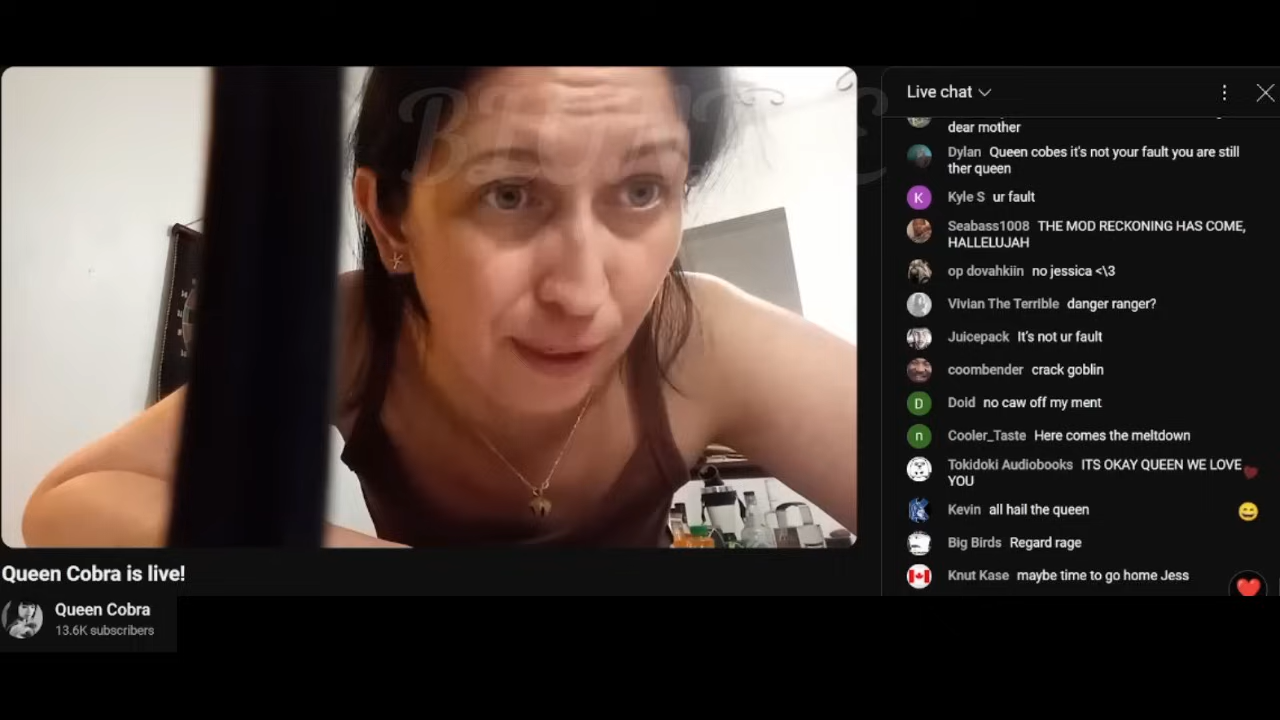 Live chat
dear mother
Dylan Queen cobes it's not your fault you are still
ther queen
Kyle S ur fault
Seabass1008 THE MOD RECKONING HAS COME,
HALLELUJAH
op dovahkiin no jessica <\3
Vivian The Terrible danger ranger?
Juicepack It's not ur fault
coombender crack goblin
Doid no caw off my ment
Cooler_Taste Here comes the meltdown
Tokidoki Audiobooks ITS OKAY QUEEN WE LOVE
YOU
Kevin all hail the queen
Big Birds Regard rage
Knut Kase maybe time to go home Jess
Queen Cobra is live!
Queen Cobra
13.6K subscribers
K
D
n